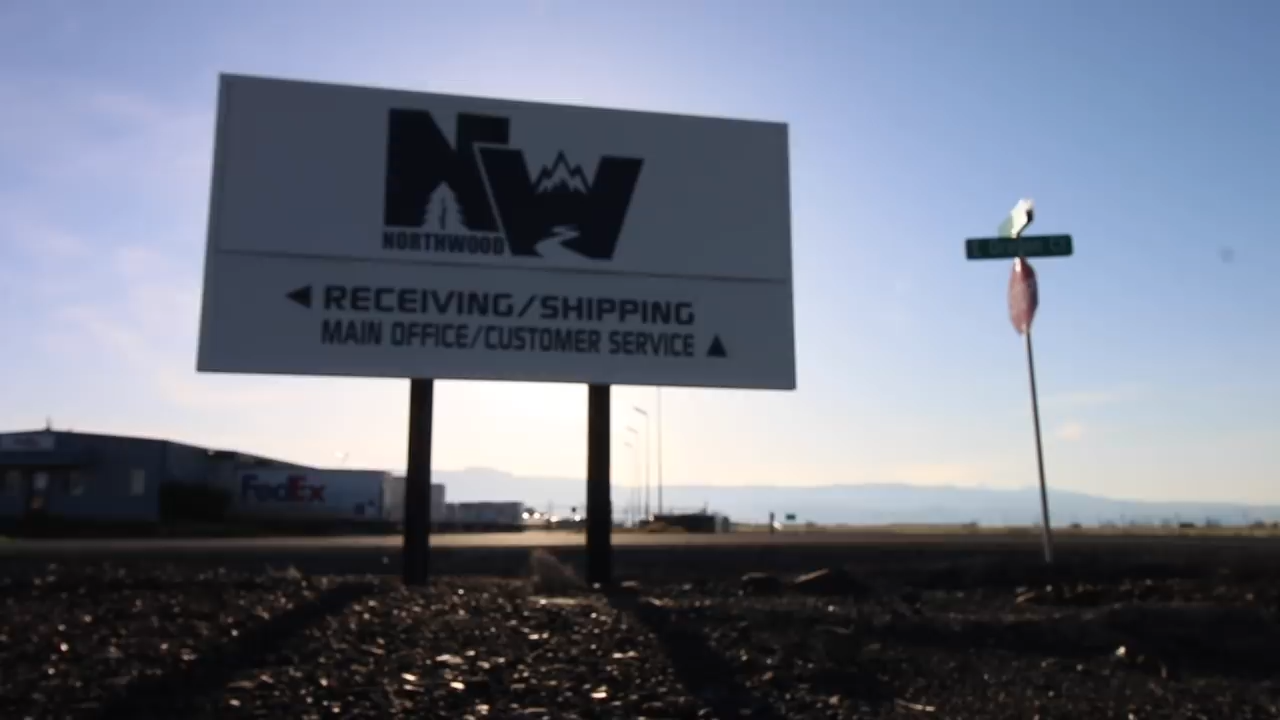 NW
NORTHWOOD
RECEIVING/SHIPPING
MAIN OFFICE/CUSTOMER SERVICE
FedEx